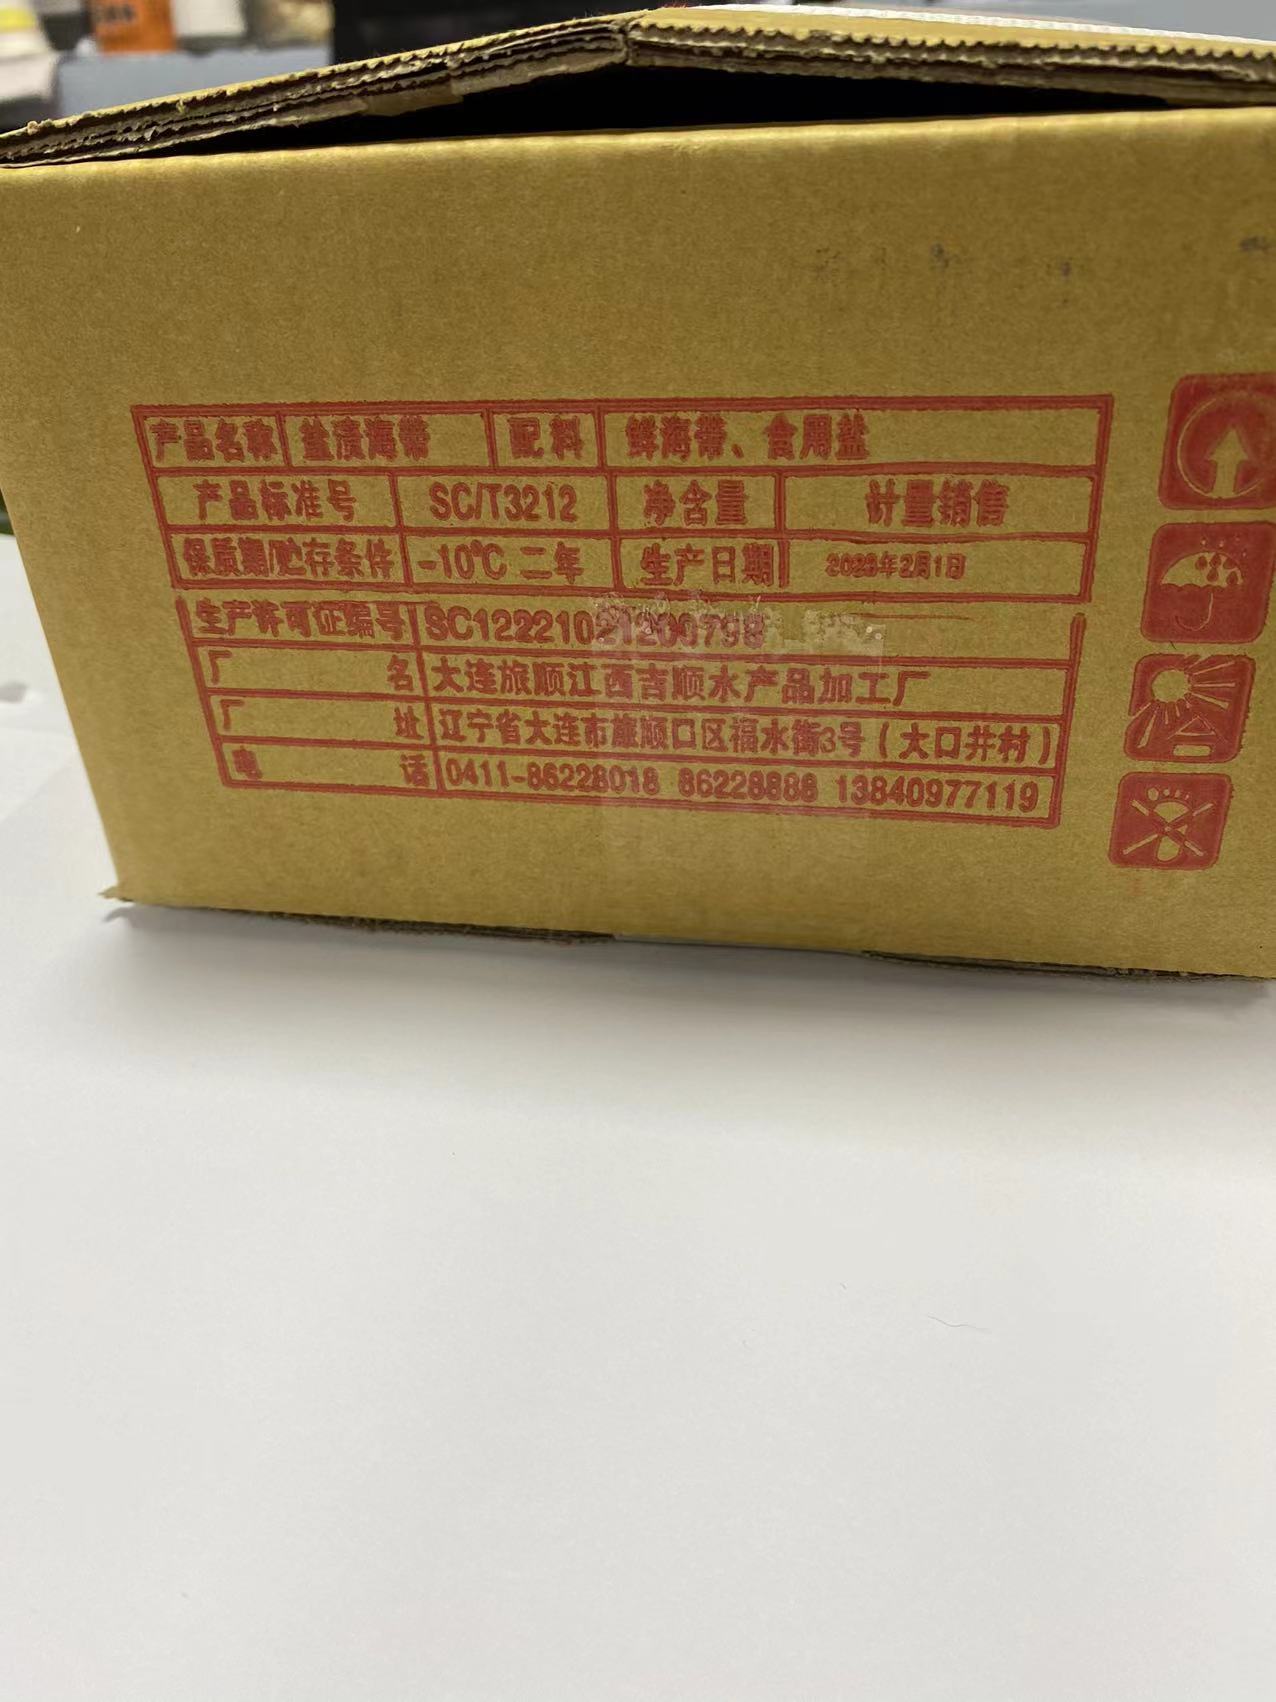 产品名称 盐渍海带 配料 鲜海带、食用盐
产品标准号 SC/T3212 净含量 计量销售
保质期/贮存条件 -10℃ 二年 生产日期 2023年2月1日
生产许可证编号 SC12221021200798
厂名 大连旅顺江西吉顺水产品加工厂
厂址 辽宁省大连市旅顺口区福水街3号（大口井村）
电话 0411-86228018 86228888 13840977119